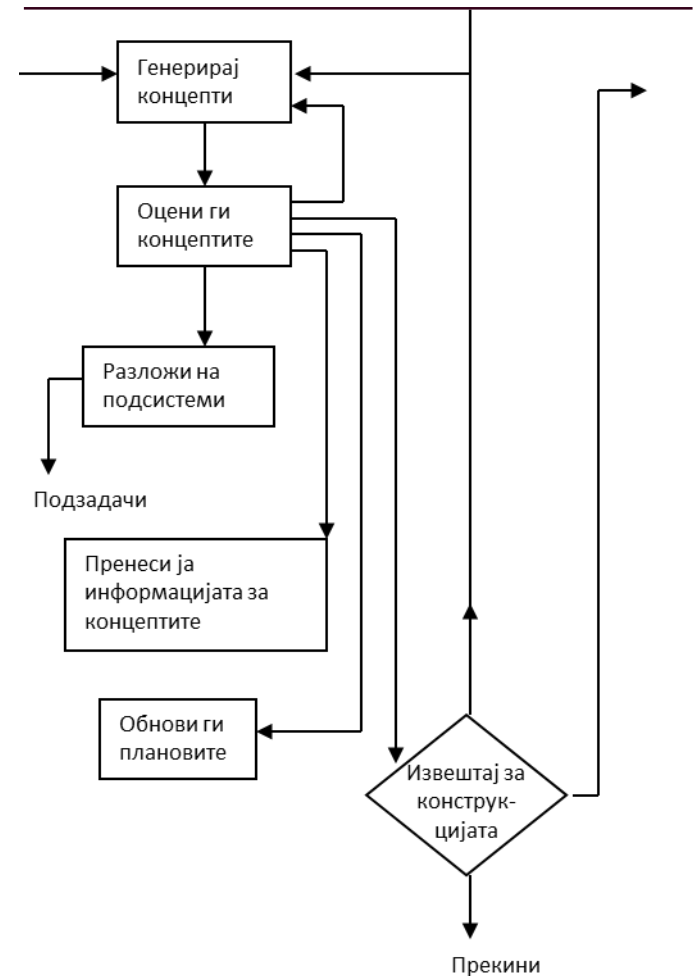 Генерирај
концепти
Оцени ги
концептите
Разложи на
подсистеми
Подзадачи
Пренеси ја
информацијата за
концептите
Обнови ги
плановите
Извештај за
конструк-
цијата
Прекини